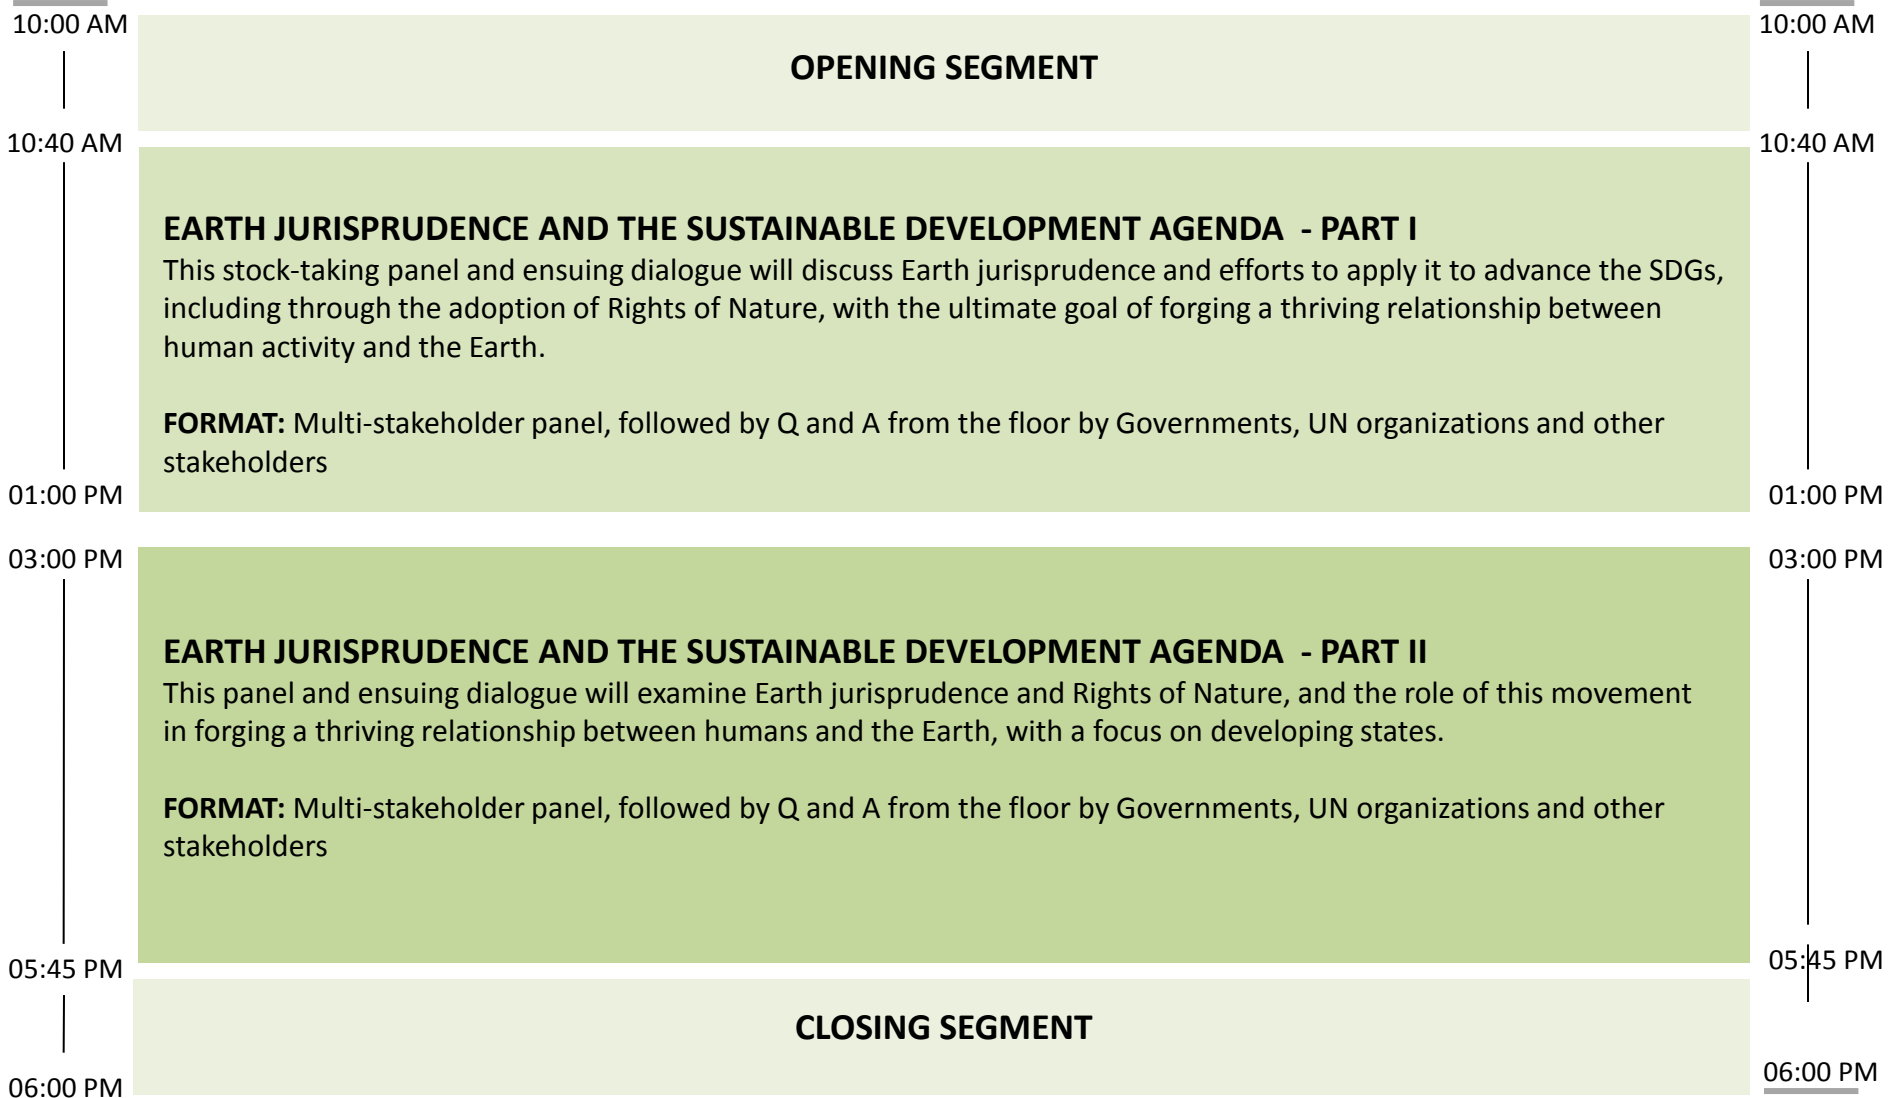 10:00 AM 10:00 AM
OPENING SEGMENT
10:40 AM 10:40 AM
EARTH JURISPRUDENCE AND THE SUSTAINABLE DEVELOPMENT AGENDA - PART I
This stock-taking panel and ensuing dialogue will discuss Earth jurisprudence and efforts to apply it to advance the SDGs,
including through the adoption of Rights of Nature, with the ultimate goal of forging a thriving relationship between
human activity and the Earth.
FORMAT: Multi-stakeholder panel, followed by Q and A from the floor by Governments, UN organizations and other
stakeholders
01:00 PM 01:00 PM
03:00 PM 03:00 PM
EARTH JURISPRUDENCE AND THE SUSTAINABLE DEVELOPMENT AGENDA - PART II
This panel and ensuing dialogue will examine Earth jurisprudence and Rights of Nature, and the role of this movement
in forging a thriving relationship between humans and the Earth, with a focus on developing states.
FORMAT: Multi-stakeholder panel, followed by Q and A from the floor by Governments, UN organizations and other
stakeholders
05:45 PM 05:45 PM
CLOSING SEGMENT
06:00 PM 06:00 PM